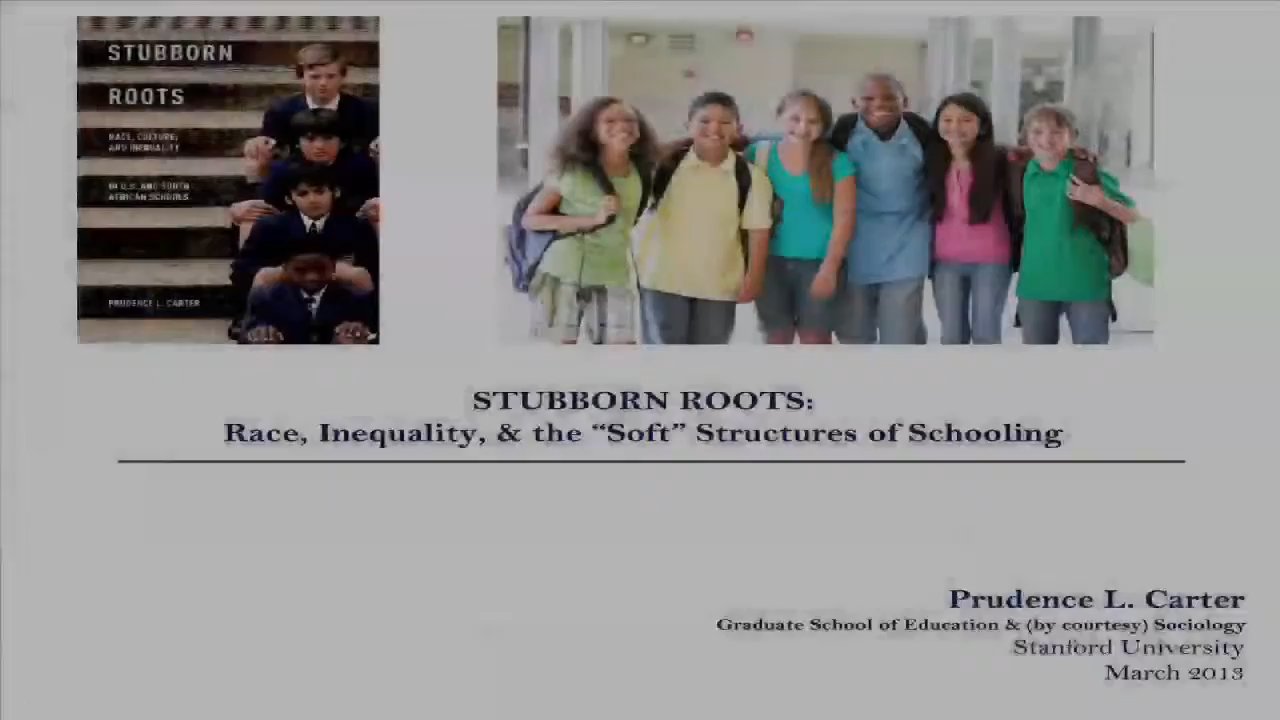 STUBBORN
ROOTS
RACE, CULTURE,
AND INEQUALITY
IN U.S. AND SOUTH
AFRICAN SCHOOLS
PRUDENCE L. CARTER
STUBBORN ROOTS:
Race, Inequality, & the “Soft” Structures of Schooling
Prudence L. Carter
Graduate School of Education & (by courtesy) Sociology
Stanford University
March 2013